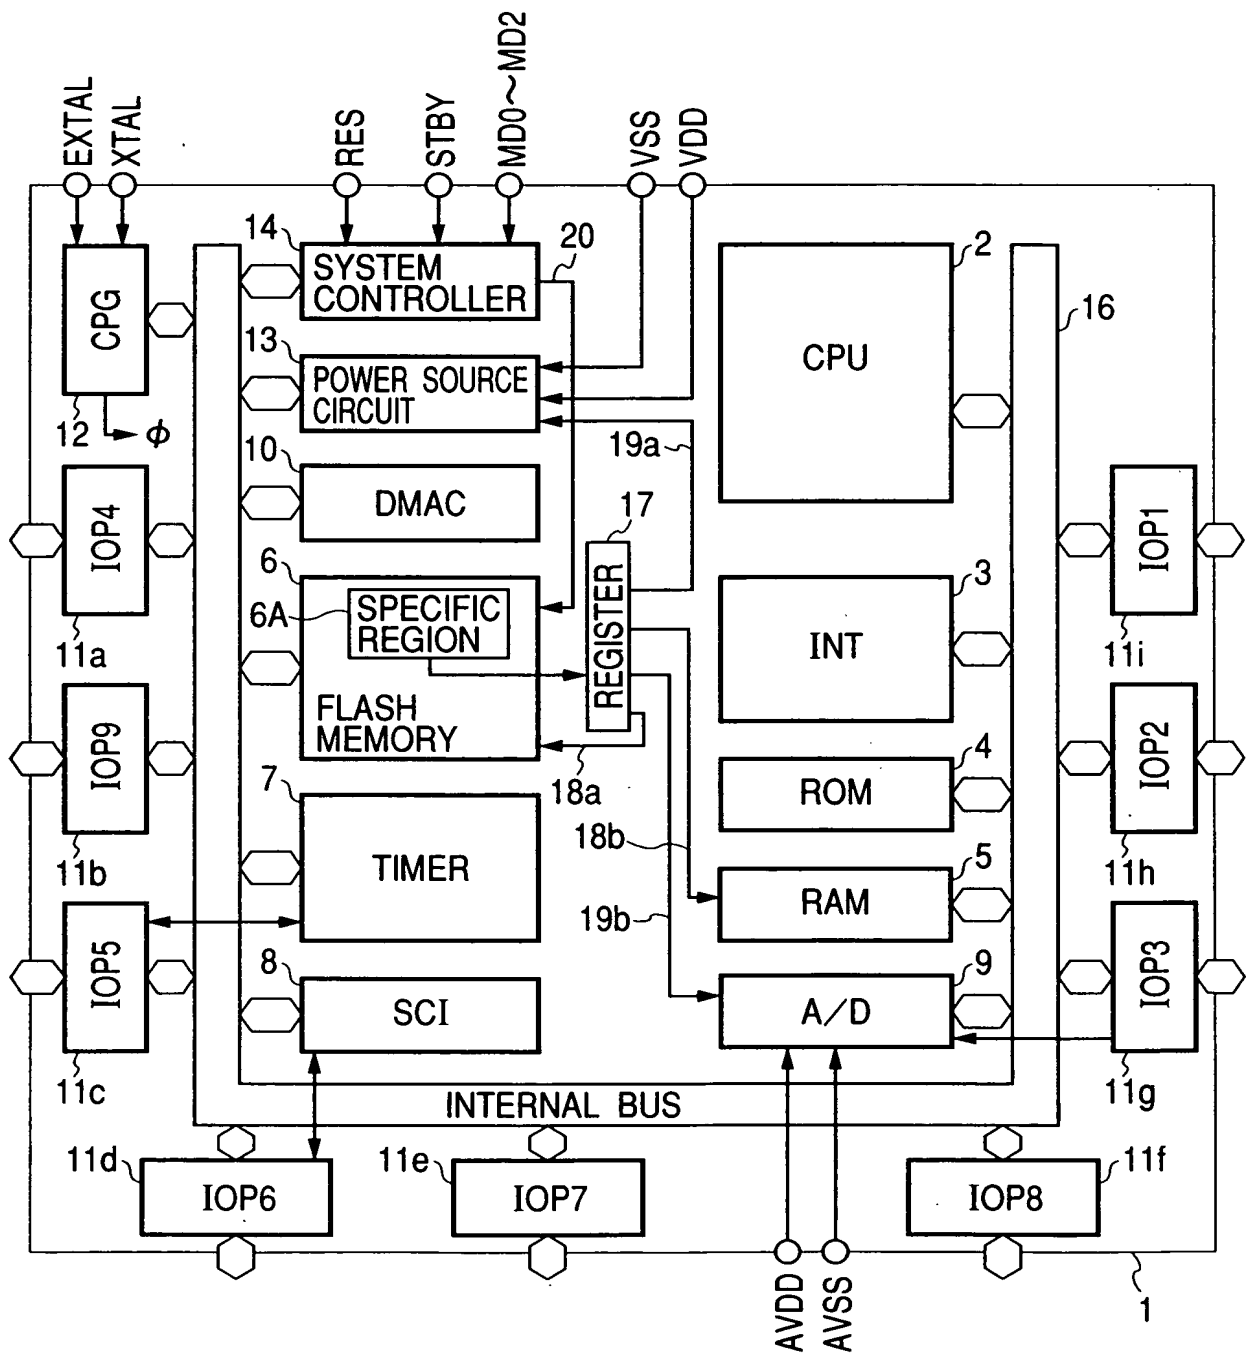 EXTAL
XTAL
RES
STBY
MD0~MD2
VSS
VDD
14
20
2
SYSTEM
CONTROLLER
CPG
16
13
CPU
POWER SOURCE
CIRCUIT
12
ϕ
19a
10
DMAC
17
IOP4
IOP1
6
3
6A
SPECIFIC
REGION
REGISTER
INT
11a
11i
FLASH
MEMORY
IOP9
IOP2
7
18a
4
ROM
TIMER
18b
11b
11h
5
RAM
19b
IOP5
IOP3
8
9
SCI
A/D
11c
11g
INTERNAL BUS
11d
11e
11f
IOP6
IOP7
IOP8
AVDD
AVSS
1